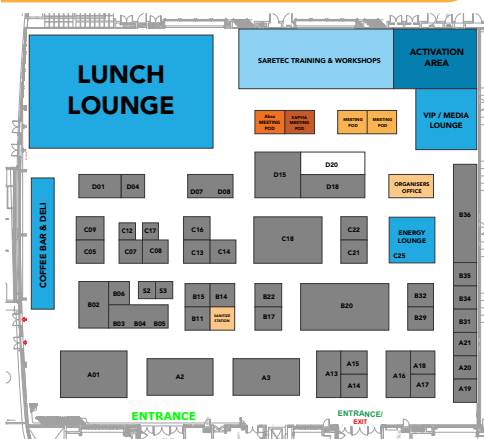 SARETEC TRAINING & WORKSHOPS
ACTIVATION
AREA
LUNCH
LOUNGE
Absa
MEETING
POD
SAPVIA
MEETING
POD
MEETING
POD
MEETING
POD
VIP / MEDIA
LOUNGE
D15
D20
D18
D01
D04
D07
D08
ORGANISERS
OFFICE
B36
COFFEE BAR & DELI
C09
C05
C12
C17
C07
C08
C16
C13
C14
C18
C22
C21
ENERGY
LOUNGE
C25
B02
B06
S2
S3
B03
B04
B05
B15
B14
B11
SANITIZE
STATION
B22
B17
B20
B32
B29
B35
B34
B31
A21
A20
A19
A01
A2
A3
A13
A15
A14
A16
A18
A17
ENTRANCE
ENTRANCE/
EXIT